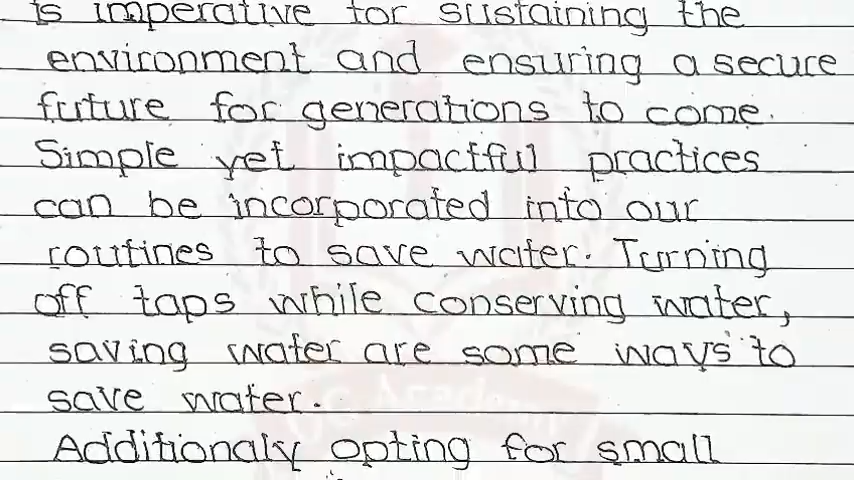 is imperative for sustaining the
environment and ensuring a secure
future for generations to come.
Simple yet impactful practices
can be incorporated into our
routines to save water. Turning
off taps while conserving water,
saving water are some ways to
save water.
Additionaly opting for small